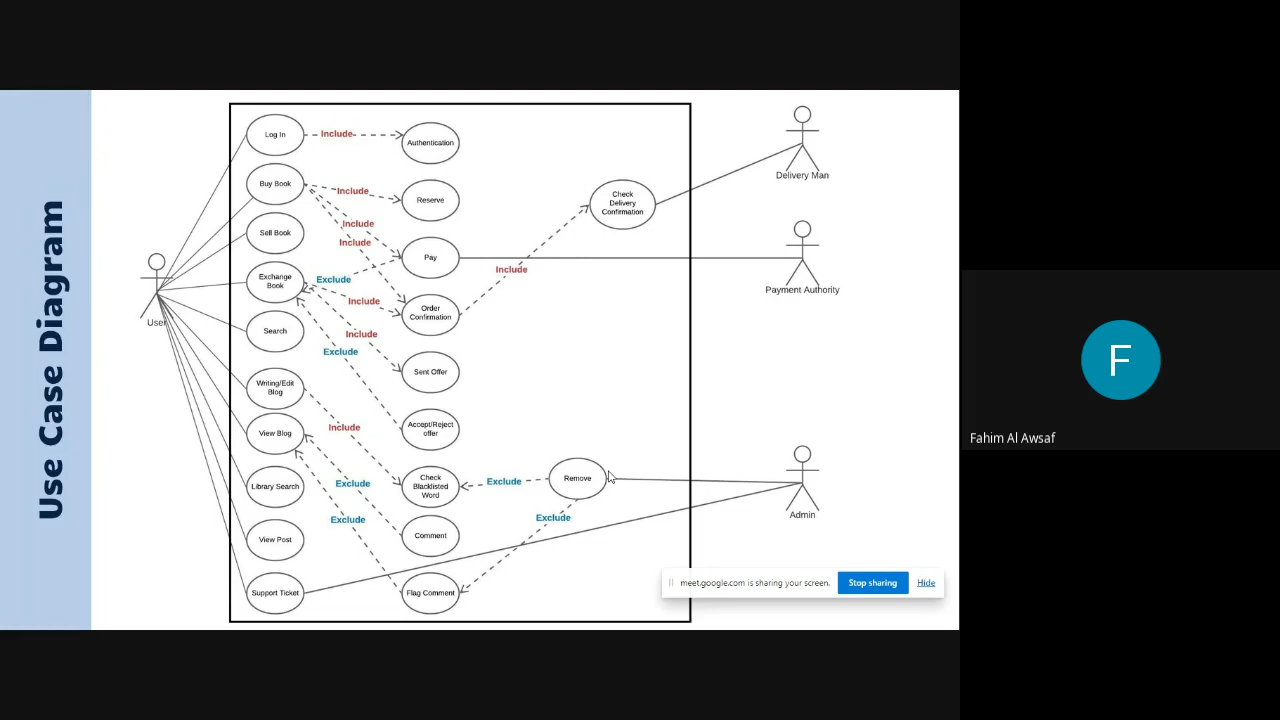 Use Case Diagram
Log In
Include
Authentication
Delivery Man
Buy Book
Include
Reserve
Check
Delivery
Confirmation
Sell Book
Include
Include
Pay
Payment Authority
Exchange
Book
Exclude
Include
Order
Confirmation
Include
User
Search
Include
Exclude
Sent Offer
Writing/Edit
Blog
Include
Accept/Reject
offer
View Blog
Library Search
Exclude
Check
Blacklisted
Word
Exclude
Remove
Exclude
Admin
View Post
Exclude
Comment
Support Ticket
Flag Comment
meet.google.com is sharing your screen.
Stop sharing
Hide
F
Fahim Al Awsaf